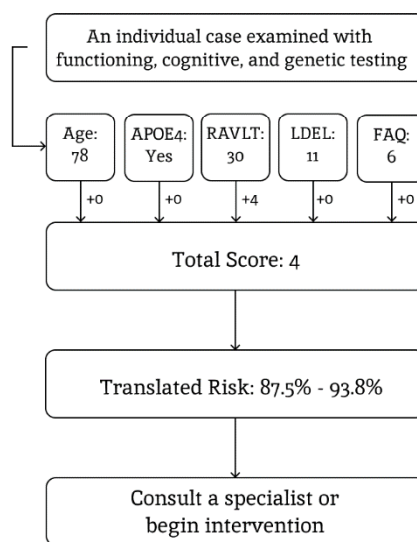 An individual case examined with
functioning, cognitive, and genetic testing
Age:
78
APOE4:
Yes
RAVLT:
30
LDEL:
11
FAQ:
6
+0
+0
+4
+0
+0
Total Score: 4
Translated Risk: 87.5% - 93.8%
Consult a specialist or
begin intervention